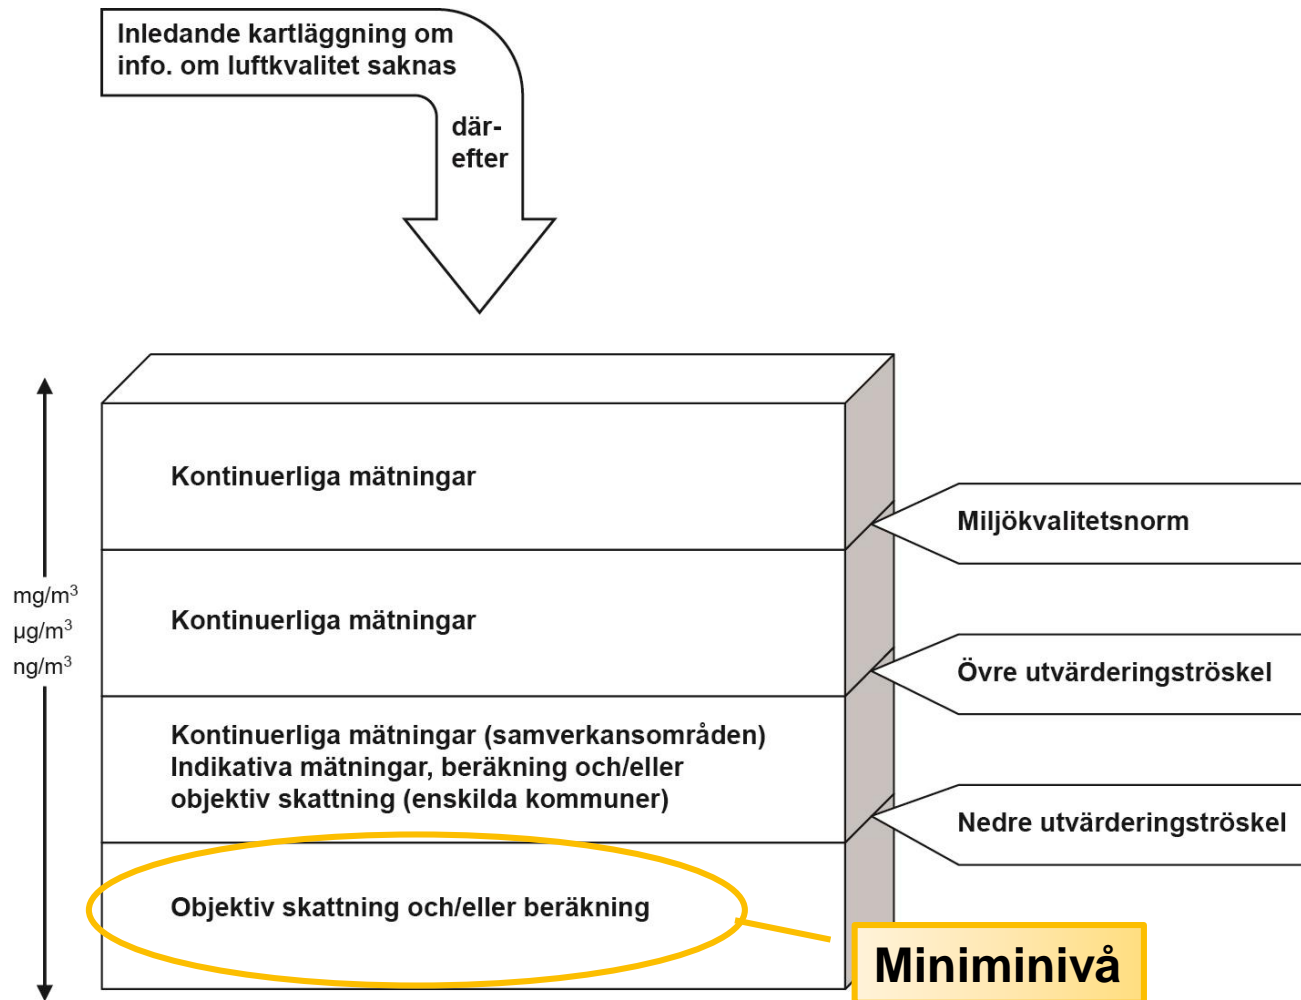 Inledande kartläggning om
info. om luftkvalitet saknas
där-
efter
Kontinuerliga mätningar
Miljökvalitetsnorm
mg/m³
µg/m³
ng/m³
Kontinuerliga mätningar
Övre utvärderingströskel
Kontinuerliga mätningar (samverkansområden)
Indikativa mätningar, beräkning och/eller
objektiv skattning (enskilda kommuner)
Nedre utvärderingströskel
Objektiv skattning och/eller beräkning
Miniminivå